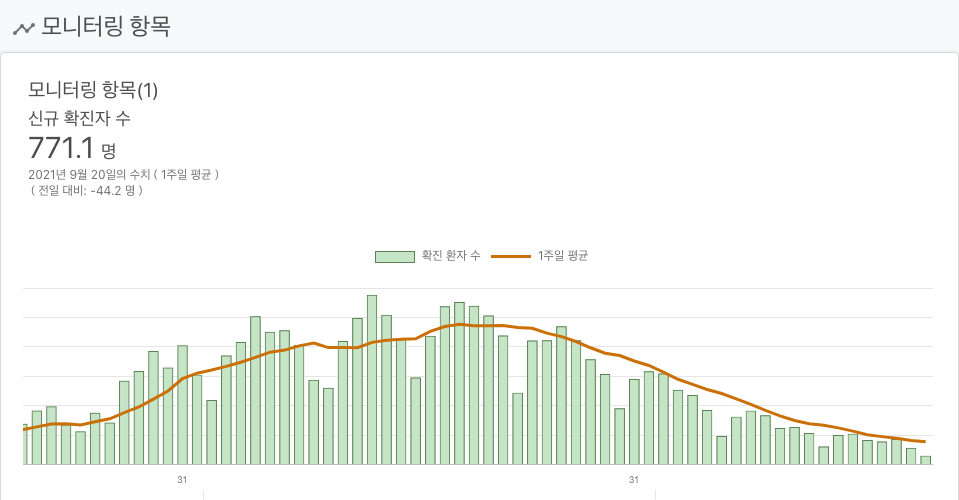 모니터링 항목
모니터링 항목(1)
신규 확진자 수
771.1 명
2021년 9월 20일의 수치 ( 1주일 평균 )
( 전일 대비: -44.2 명 )
확진 환자 수 1주일 평균
31 31